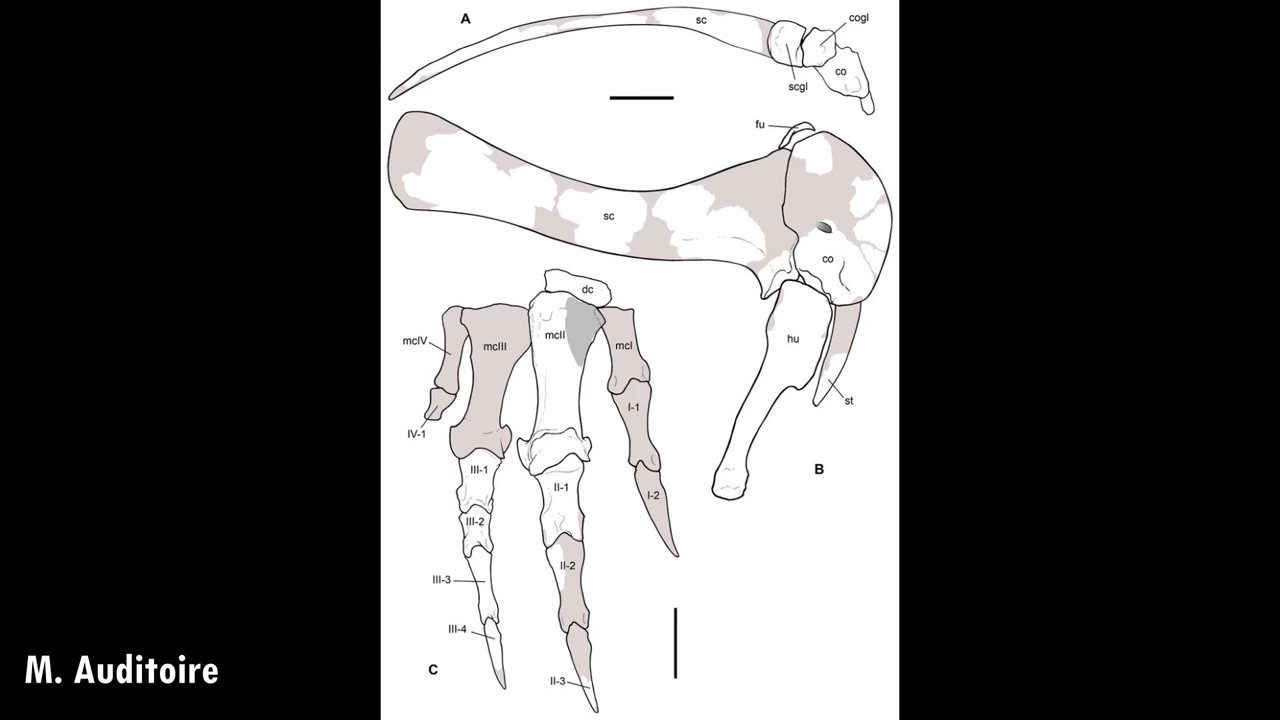 A
sc
cogl
co
scgl
fu
sc
co
dc
mcII
mcI
mcIV
mcIII
hu
st
I-1
IV-1
III-1
B
II-1
I-2
III-2
II-2
III-3
III-4
C
II-3
M. Auditoire